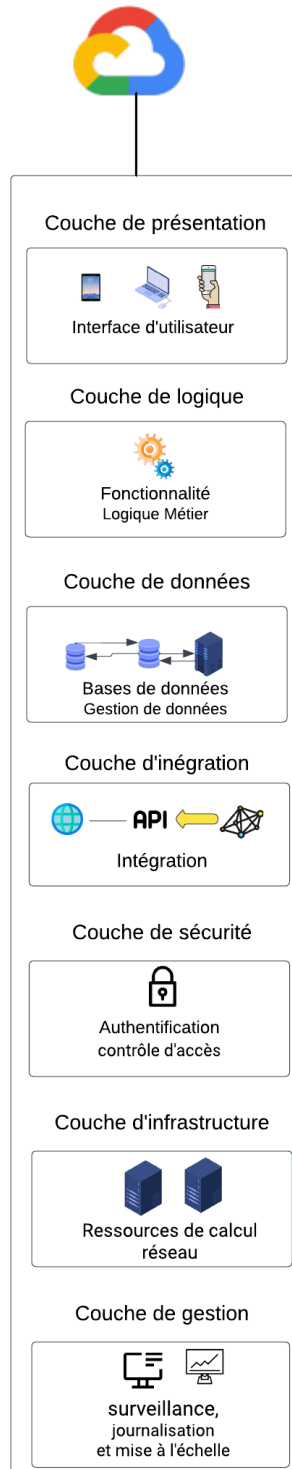 Couche de présentation
Interface d'utilisateur
Couche de logique
Fonctionnalité
Logique Métier
Couche de données
Bases de données
Gestion de données
Couche d'inégration
API
Intégration
Couche de sécurité
Authentification
contrôle d'accès
Couche d'infrastructure
Ressources de calcul
réseau
Couche de gestion
surveillance,
journalisation
et mise à l'échelle